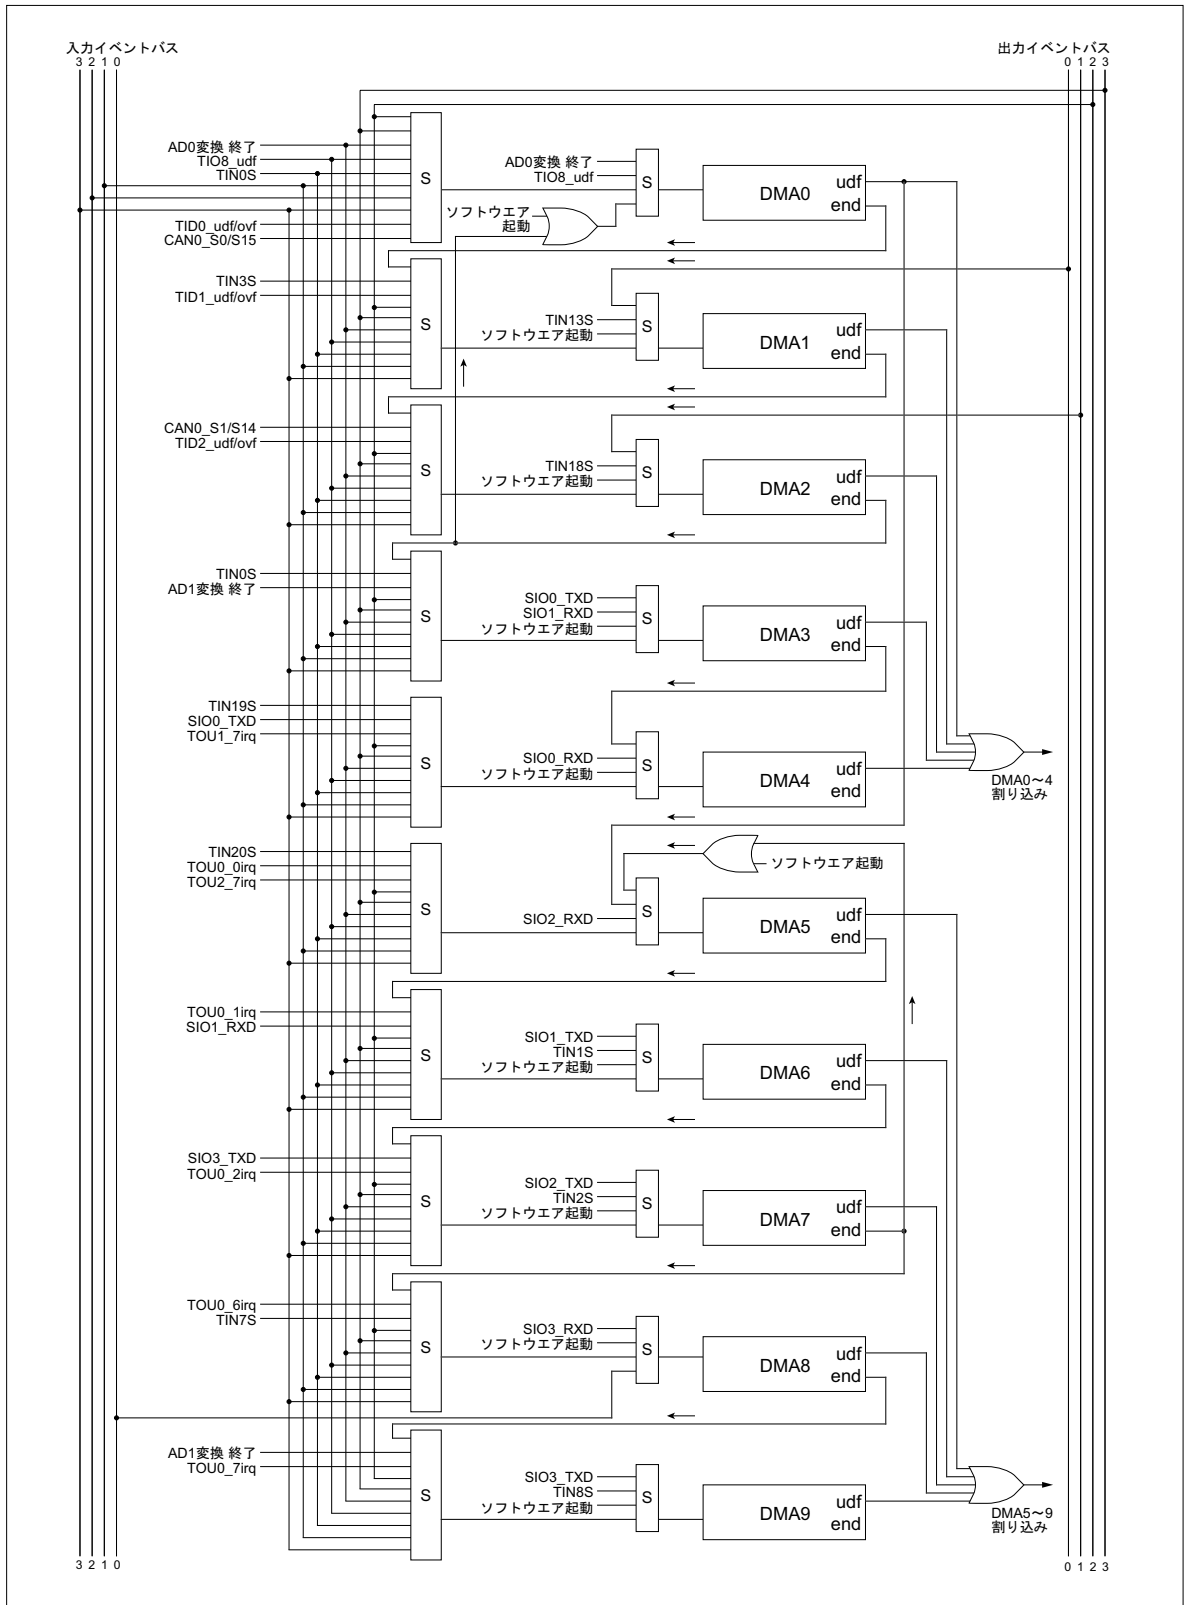 入力イベントバス
3 2 1 0
出力イベントバス
0 1 2 3
AD0変換 終了
TIO8_udf
TIN0S
TID0_udf/ovf
CAN0_S0/S15
S
AD0変換 終了
TIO8_udf
ソフトウエア
起動
S
DMA0
udf
end
TIN3S
TID1_udf/ovf
S
TIN13S
ソフトウエア起動
S
DMA1
udf
end
CAN0_S1/S14
TID2_udf/ovf
S
TIN18S
ソフトウエア起動
S
DMA2
udf
end
TIN0S
AD1変換 終了
S
SIO0_TXD
SIO1_RXD
ソフトウエア起動
S
DMA3
udf
end
TIN19S
SIO0_TXD
TOU1_7irq
S
SIO0_RXD
ソフトウエア起動
S
DMA4
udf
end
DMA0～4
割り込み
TIN20S
TOU0_0irq
TOU2_7irq
S
ソフトウエア起動
SIO2_RXD
S
DMA5
udf
end
TOU0_1irq
SIO1_RXD
S
SIO1_TXD
TIN1S
ソフトウエア起動
S
DMA6
udf
end
SIO3_TXD
TOU0_2irq
S
SIO2_TXD
TIN2S
ソフトウエア起動
S
DMA7
udf
end
TOU0_6irq
TIN7S
S
SIO3_RXD
ソフトウエア起動
S
DMA8
udf
end
AD1変換 終了
TOU0_7irq
S
SIO3_TXD
TIN8S
ソフトウエア起動
S
DMA9
udf
end
DMA5～9
割り込み
3 2 1 0
0 1 2 3